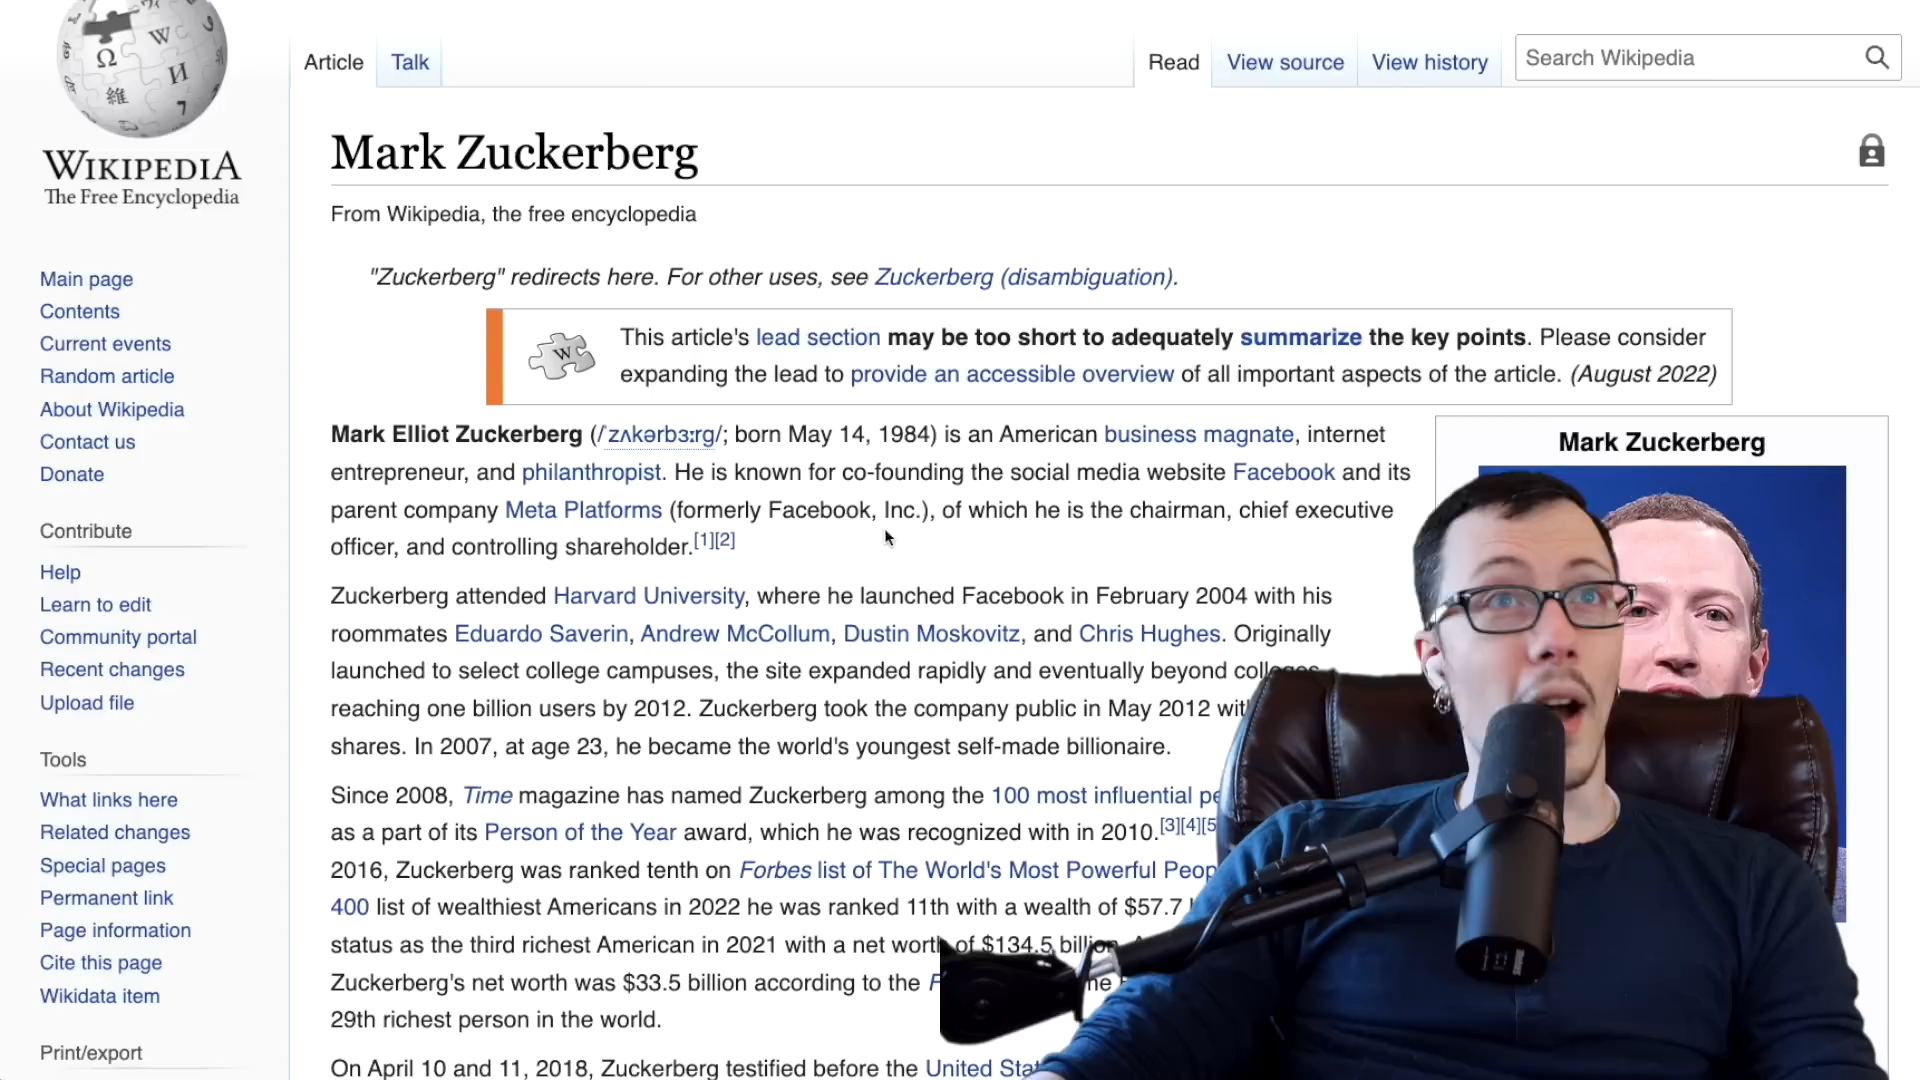 Article
Talk
Read
View source
View history
Search Wikipedia
WIKIPEDIA
The Free Encyclopedia
Main page
Contents
Current events
Random article
About Wikipedia
Contact us
Donate
Contribute
Help
Learn to edit
Community portal
Recent changes
Upload file
Tools
What links here
Related changes
Special pages
Permanent link
Page information
Cite this page
Wikidata item
Print/export
Mark Zuckerberg
From Wikipedia, the free encyclopedia
"Zuckerberg" redirects here. For other uses, see Zuckerberg (disambiguation).
This article's lead section may be too short to adequately summarize the key points. Please consider
expanding the lead to provide an accessible overview of all important aspects of the article. (August 2022)
Mark Elliot Zuckerberg (/ˈzʌkərbɜːrɡ/; born May 14, 1984) is an American business magnate, internet
entrepreneur, and philanthropist. He is known for co-founding the social media website Facebook and its
parent company Meta Platforms (formerly Facebook, Inc.), of which he is the chairman, chief executive
officer, and controlling shareholder.[1][2]
Zuckerberg attended Harvard University, where he launched Facebook in February 2004 with his
roommates Eduardo Saverin, Andrew McCollum, Dustin Moskovitz, and Chris Hughes. Originally
launched to select college campuses, the site expanded rapidly and eventually beyond colleges,
reaching one billion users by 2012. Zuckerberg took the company public in May 2012 with
shares. In 2007, at age 23, he became the world's youngest self-made billionaire.
Since 2008, Time magazine has named Zuckerberg among the 100 most influential
as a part of its Person of the Year award, which he was recognized with in 2010.[3][4][5
2016, Zuckerberg was ranked tenth on Forbes list of The World's Most Powerful
400 list of wealthiest Americans in 2022 he was ranked 11th with a wealth of $57.7
status as the third richest American in 2021 with a net worth of $134.5 billion.
Zuckerberg's net worth was $33.5 billion according to the
29th richest person in the world.
On April 10 and 11, 2018, Zuckerberg testified before the United
Mark Zuckerberg